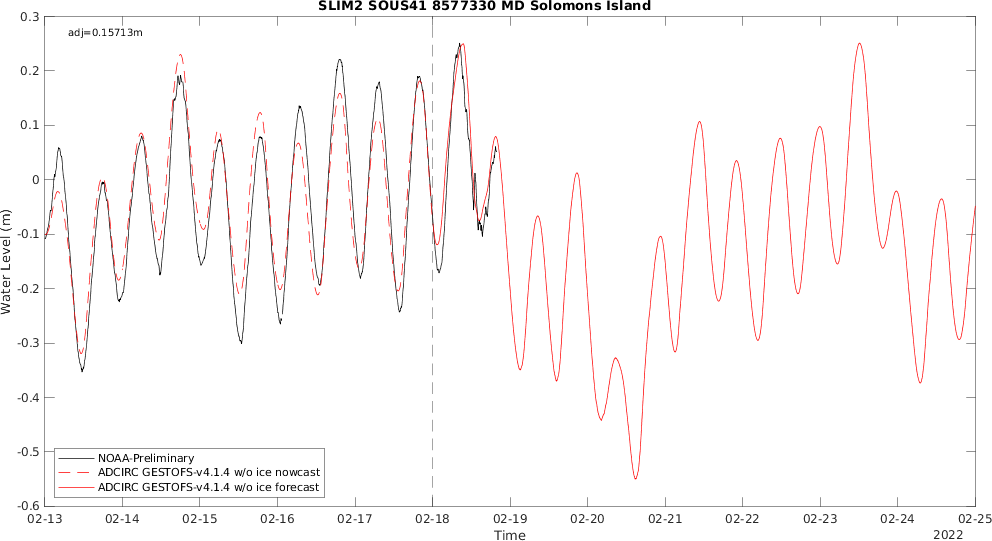 SLIM2 SOUS41 8577330 MD Solomons Island
adj=0.15713m
0.3
0.2
0.1
0
-0.1
-0.2
-0.3
-0.4
-0.5
-0.6
Water Level (m)
NOAA-Preliminary
ADCIRC GESTOFS-v4.1.4 w/o ice nowcast
ADCIRC GESTOFS-v4.1.4 w/o ice forecast
02-13 02-14 02-15 02-16 02-17 02-18 02-19 02-20 02-21 02-22 02-23 02-24 02-25
Time
2022